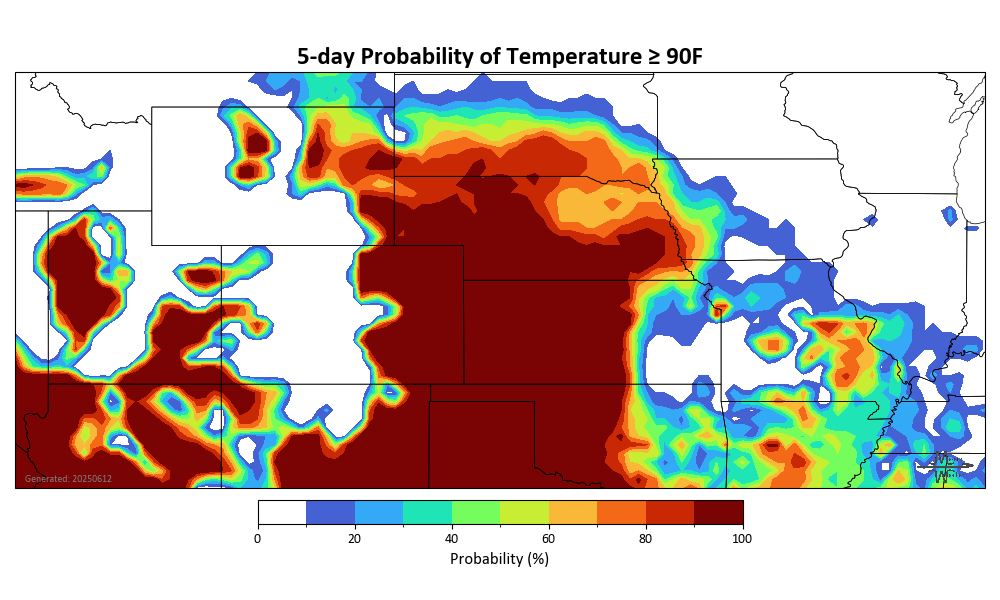 5-day Probability of Temperature ≥ 90F
Generated: 20250612
0 20 40 60 80 100
Probability (%)